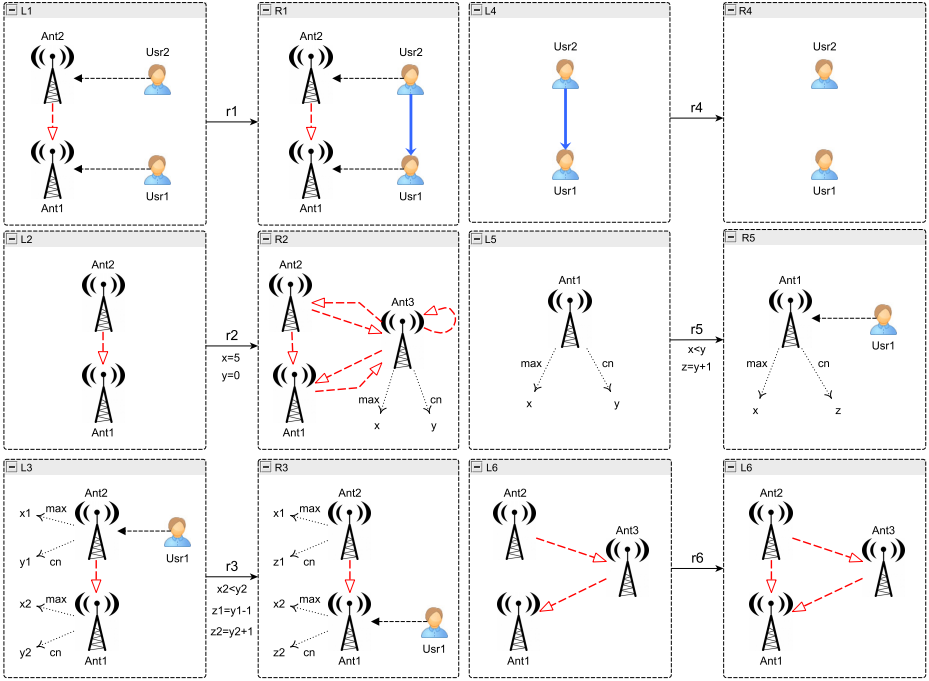 L1
R1
L4
R4
Ant2
Usr2
Ant2
Usr2
Usr2
Usr2
r1
r4
Usr1
Usr1
Usr1
Usr1
Ant1
Ant1
L2
R2
L5
R5
Ant2
Ant2
Ant3
Ant1
Ant1
r2
x=5
y=0
r5
x<y
z=y+1
Usr1
max
cn
max
cn
max
cn
x
y
x
y
x
z
Ant1
Ant1
L3
R3
L6
L6
Ant2
Ant2
Ant2
Ant2
x1
max
x1
max
Usr1
Ant3
Ant3
y1
cn
z1
cn
r3
x2<y2
z1=y1-1
z2=y2+1
r6
x2
max
x2
max
y2
cn
z2
cn
Usr1
Ant1
Ant1
Ant1
Ant1